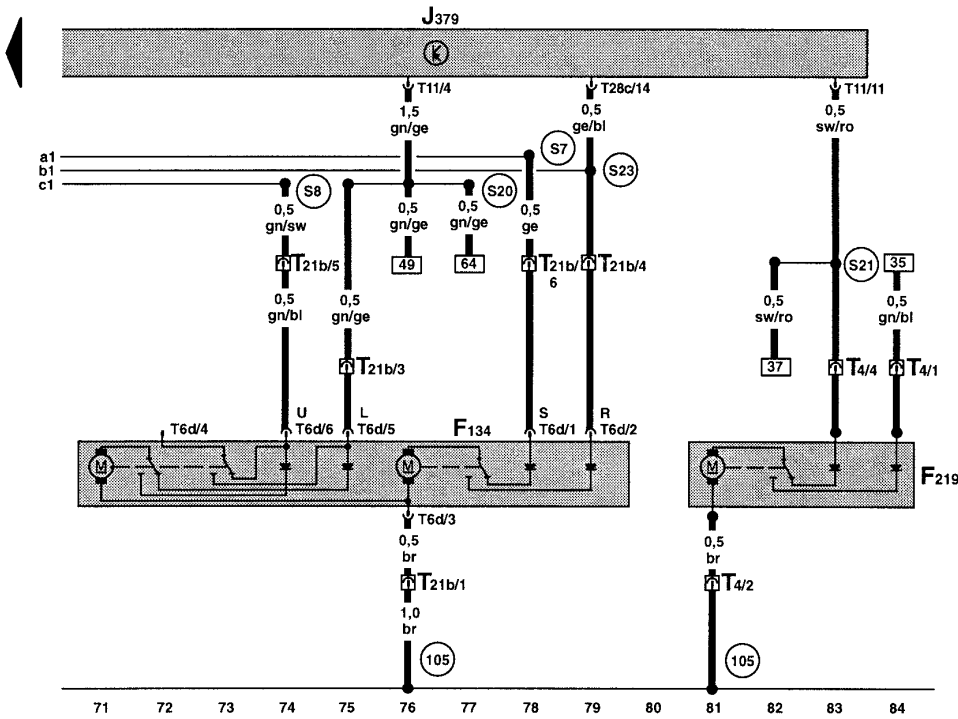 J379
T11/4 T28c/14 T11/11
1,5 0,5 0,5
gn/ge ge/bl sw/ro
a1 S7
b1 S23
c1 S8 S20
0,5 0,5 0,5 0,5
gn/sw gn/ge gn/ge ge
T21b/5 49 64 T21b/6 T21b/4 S21 35
0,5 0,5 0,5 0,5
gn/bl gn/ge sw/ro gn/bl
T21b/3 37 T4/4 T4/1
U L S R
T6d/4 T6d/6 T6d/5 F134 T6d/1 T6d/2
M M M F219
T6d/3
0,5 0,5
br br
T21b/1 T4/2
1,0
br
105 105
71 72 73 74 75 76 77 78 79 80 81 82 83 84